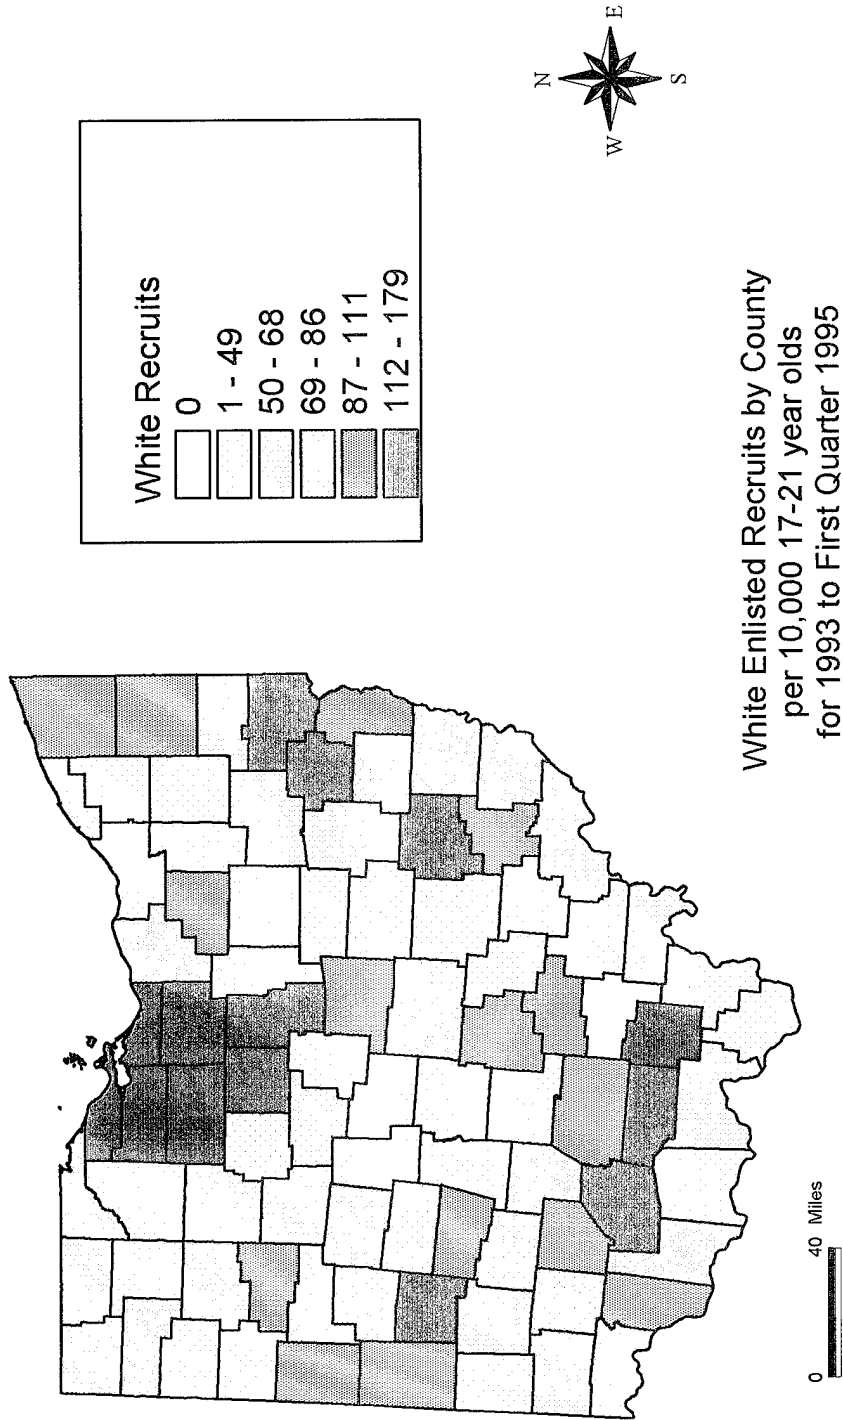 White Recruits
0
1 - 49
50 - 68
69 - 86
87 - 111
112 - 179
N
W
E
S
White Enlisted Recruits by County
per 10,000 17-21 year olds
for 1993 to First Quarter 1995
0
40 Miles